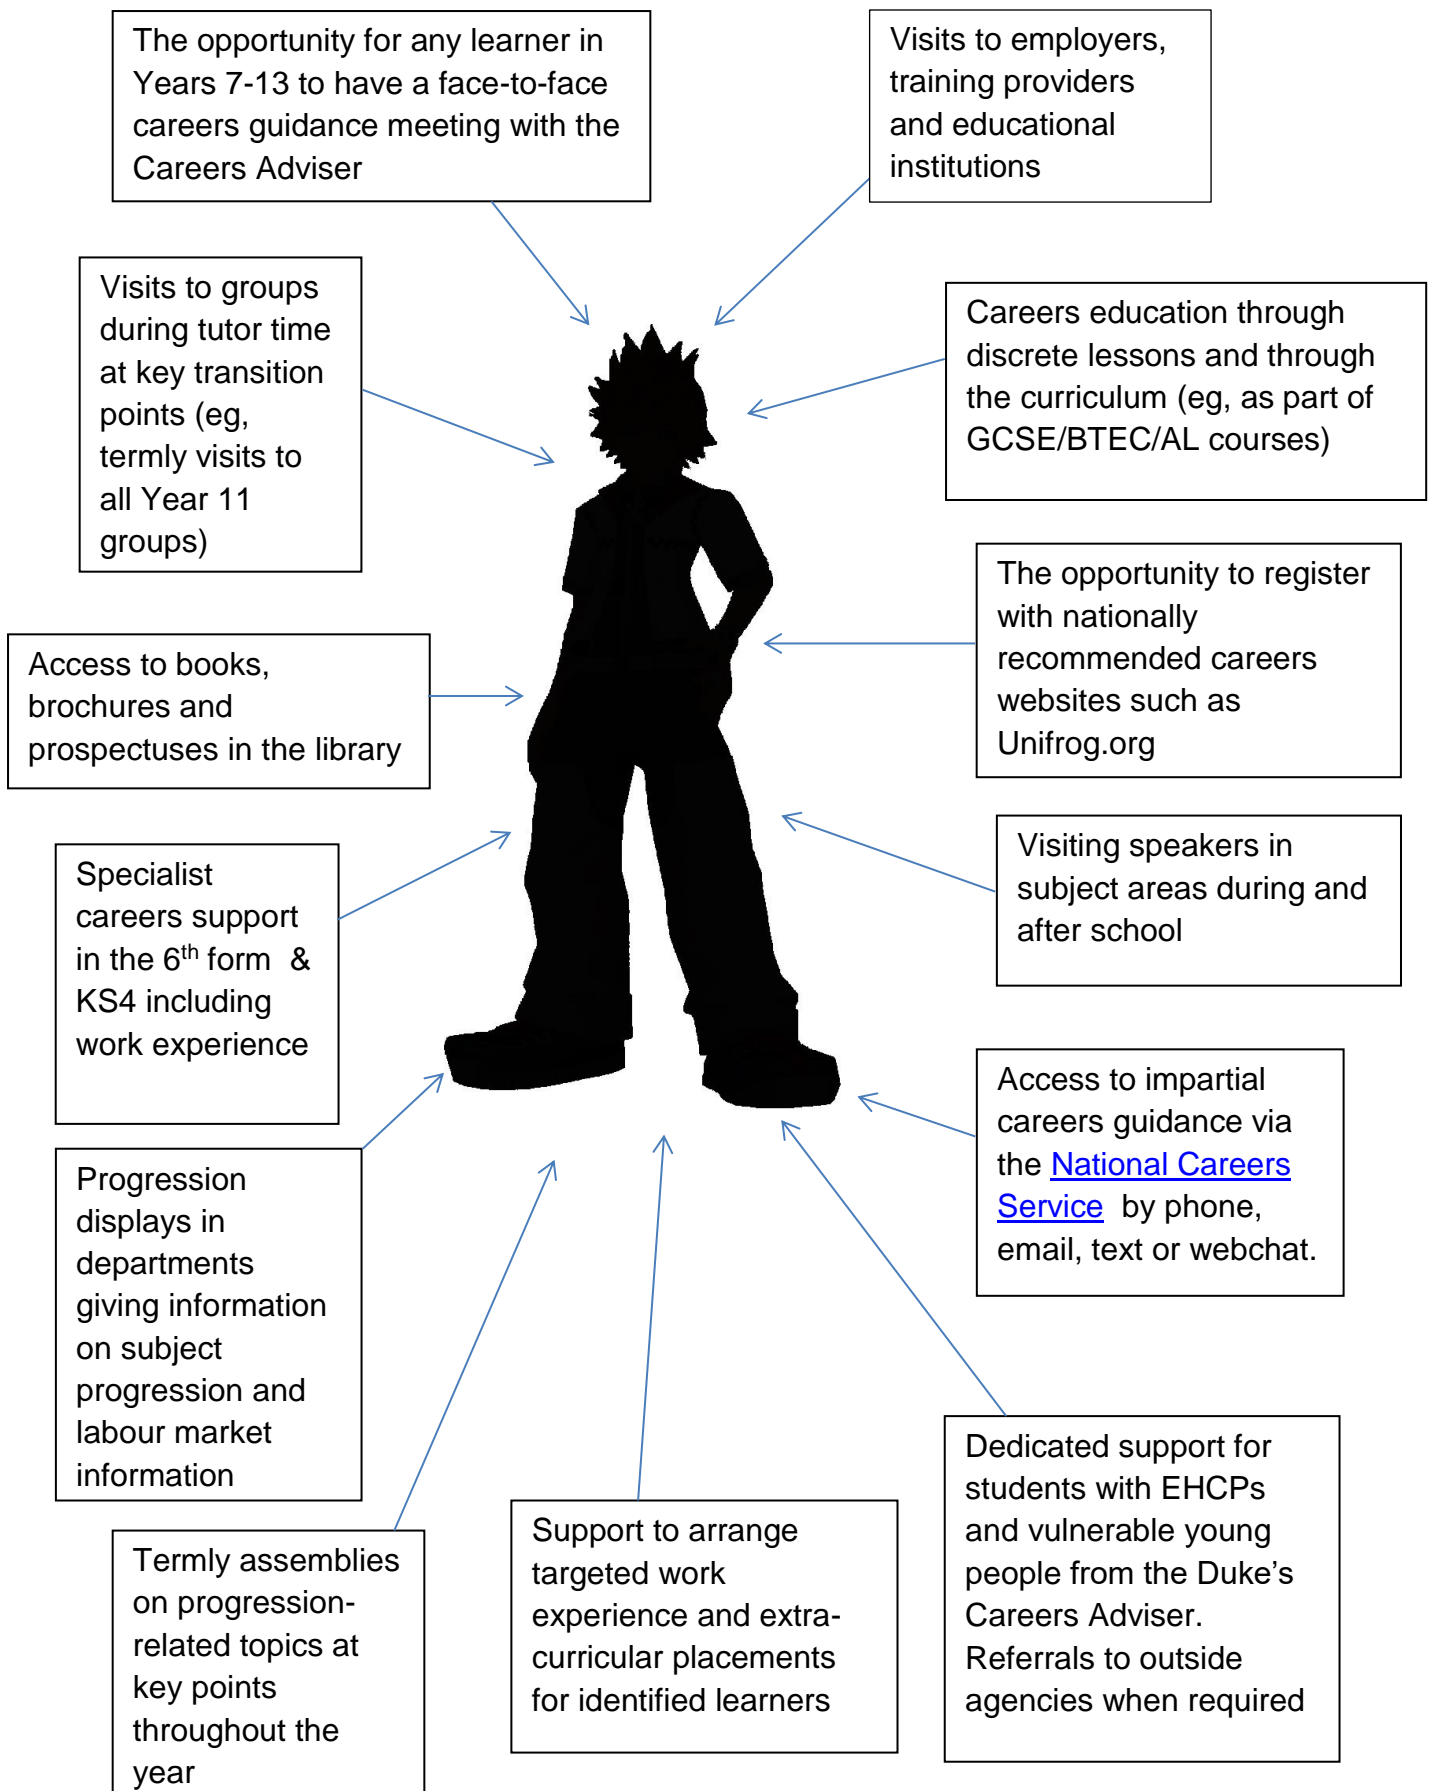 The opportunity for any learner in
Years 7-13 to have a face-to-face
careers guidance meeting with the
Careers Adviser
Visits to employers,
training providers
and educational
institutions
Visits to groups
during tutor time
at key transition
points (eg,
termly visits to
all Year 11
groups)
Careers education through
discrete lessons and through
the curriculum (eg, as part of
GCSE/BTEC/AL courses)
The opportunity to register
with nationally
recommended careers
websites such as
Unifrog.org
Access to books,
brochures and
prospectuses in the library
Visiting speakers in
subject areas during and
after school
Specialist
careers support
in the 6th form  &
KS4 including
work experience
Access to impartial
careers guidance via
the National Careers
Service  by phone,
email, text or webchat.
Progression
displays in
departments
giving information
on subject
progression and
labour market
information
Dedicated support for
students with EHCPs
and vulnerable young
people from the Duke’s
Careers Adviser.
Referrals to outside
agencies when required
Support to arrange
targeted work
experience and extra-
curricular placements
for identified learners
Termly assemblies
on progression-
related topics at
key points
throughout the
year